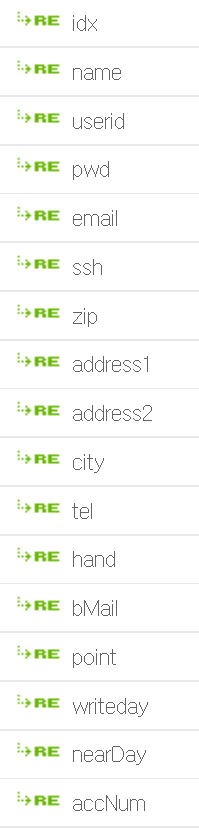 RE idx
RE name
RE userid
RE pwd
RE email
RE ssh
RE zip
RE address1
RE address2
RE city
RE tel
RE hand
RE bMail
RE point
RE writeday
RE nearDay
RE accNum